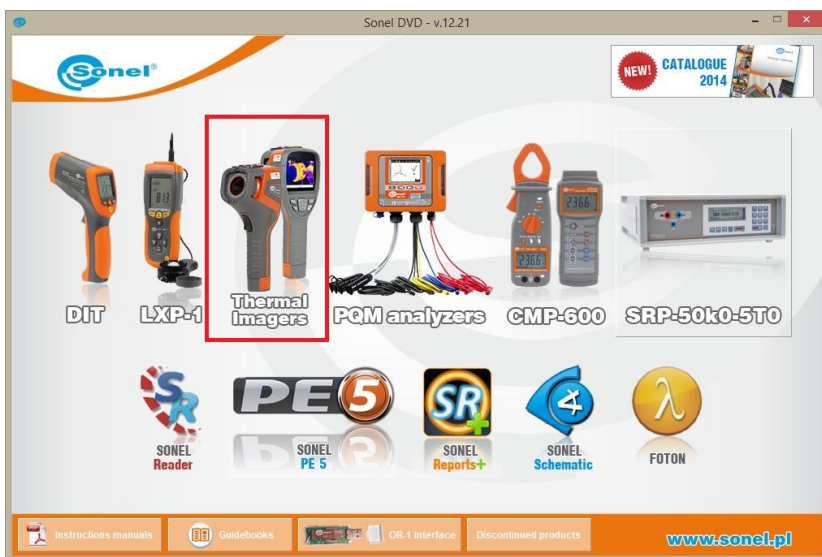 Sonel DVD - v.12.21
Sonel®
NEW!
CATALOGUE
2014
DIT
LXP-1
Thermal
Imagers
PQM analyzers
CMP-600
SRP-50k0-5T0
SONEL
Reader
PE5
SONEL
PE 5
SR+
SONEL
Reports+
SONEL
Schematic
λ
FOTON
Instructions manuals
Guidebooks
OR-1 Interface
Discontinued products
www.sonel.pl